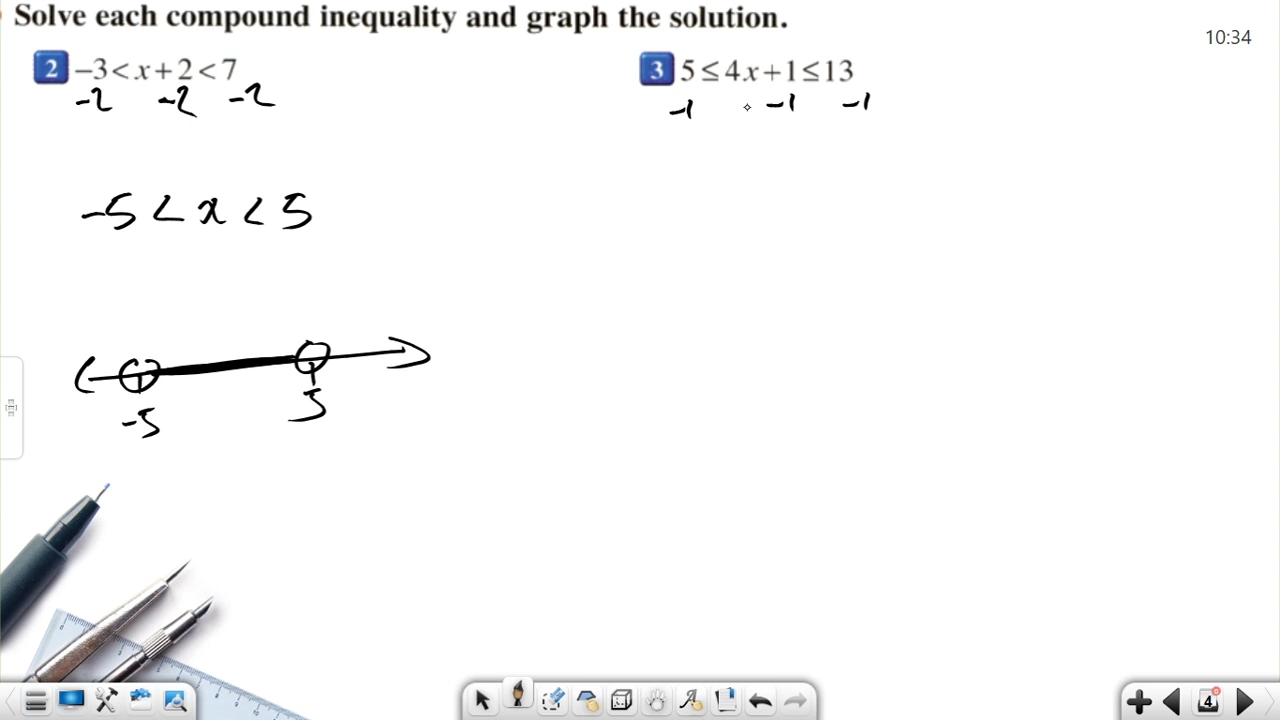 Solve each compound inequality and graph the solution.
10:34
2 −3 < x + 2 < 7
-2 -2 -2
-5 < x < 5
-5 5
3 5 ≤ 4x + 1 ≤ 13
-1 -1 -1
4